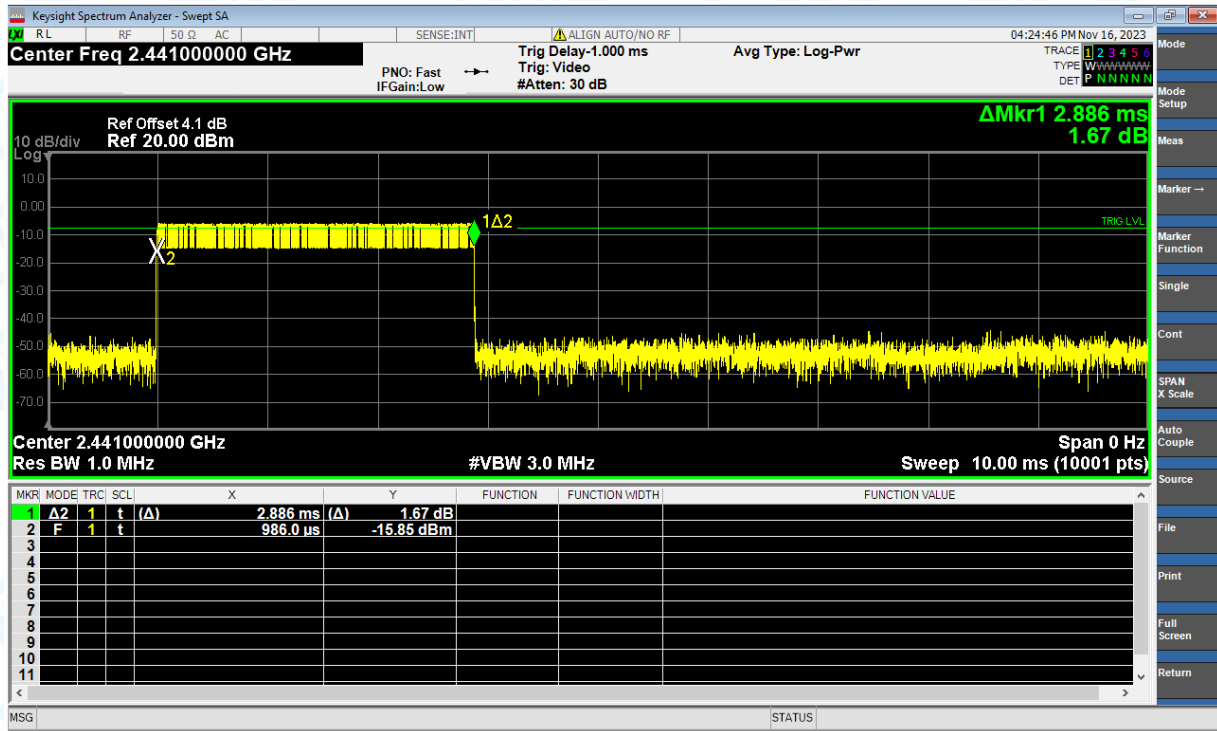 Keysight Spectrum Analyzer - Swept SA
LXI RL RF 50 Ω AC SENSE:INT ALIGN AUTO/NO RF 04:24:46 PM Nov 16, 2023
Center Freq 2.441000000 GHz
PNO: Fast
IFGain:Low
Trig Delay-1.000 ms
Trig: Video
#Atten: 30 dB
Avg Type: Log-Pwr
TRACE 1 2 3 4 5 6
TYPE WWWWWW
DET P N N N N N
ΔMkr1 2.886 ms
1.67 dB
Ref Offset 4.1 dB
10 dB/div Ref 20.00 dBm
Log
10.0
0.00
-10.0
-20.0
-30.0
-40.0
-50.0
-60.0
-70.0
1Δ2
TRIG LVL
X2
Center 2.441000000 GHz Span 0 Hz
Res BW 1.0 MHz #VBW 3.0 MHz Sweep 10.00 ms (10001 pts)
MKR MODE TRC SCL X Y FUNCTION FUNCTION WIDTH FUNCTION VALUE
1 Δ2 1 t (Δ) 2.886 ms (Δ) 1.67 dB
2 F 1 t 986.0 µs -15.85 dBm
3
4
5
6
7
8
9
10
11
MSG STATUS
Mode
Mode
Setup
Meas
Marker →
Marker
Function
Single
Cont
SPAN
X Scale
Auto
Couple
Source
File
Print
Full
Screen
Return